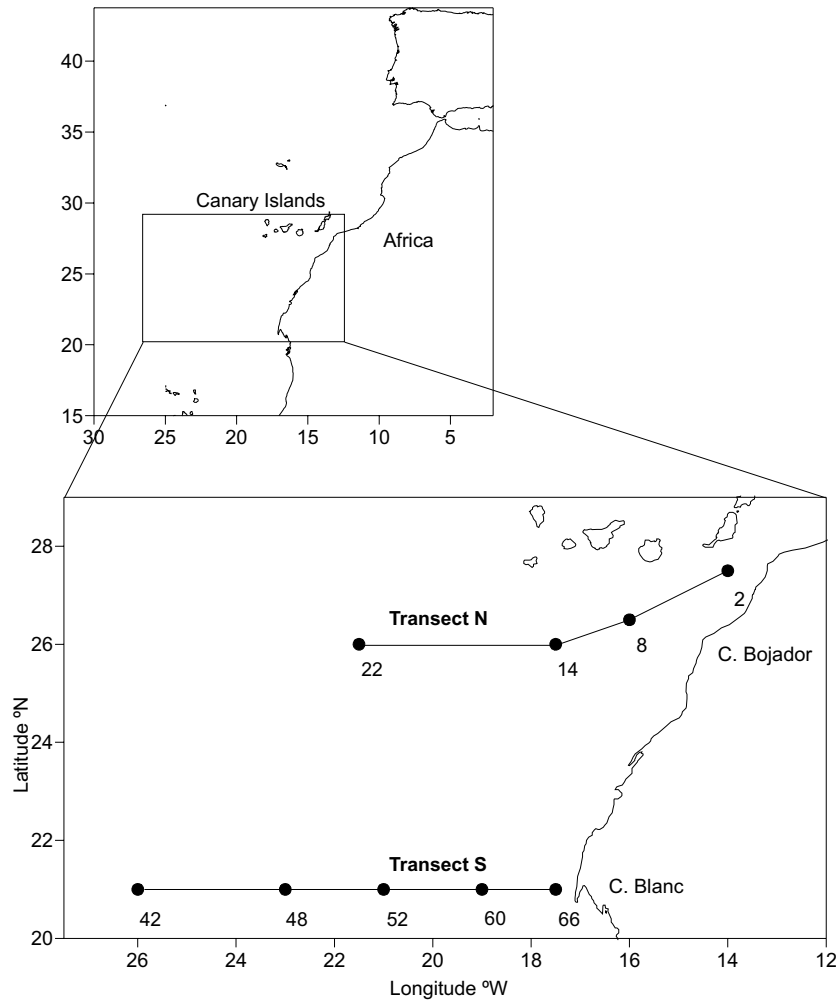 40
35
Canary Islands
30
Africa
25
20
15
30 25 20 15 10 5
28
Transect N
2
8
26
22 14
C. Bojador
Latitude ºN
24
22
Transect S
C. Blanc
42 48 52 60 66
20
26 24 22 20 18 16 14 12
Longitude ºW